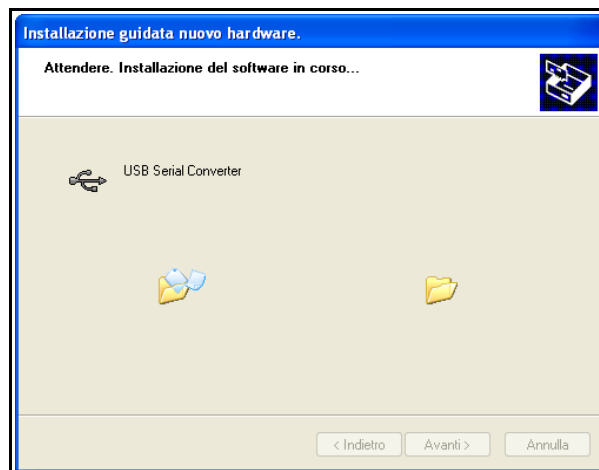 Installazione guidata nuovo hardware.
Attendere. Installazione del software in corso...
USB Serial Converter
< Indietro
Avanti >
Annulla